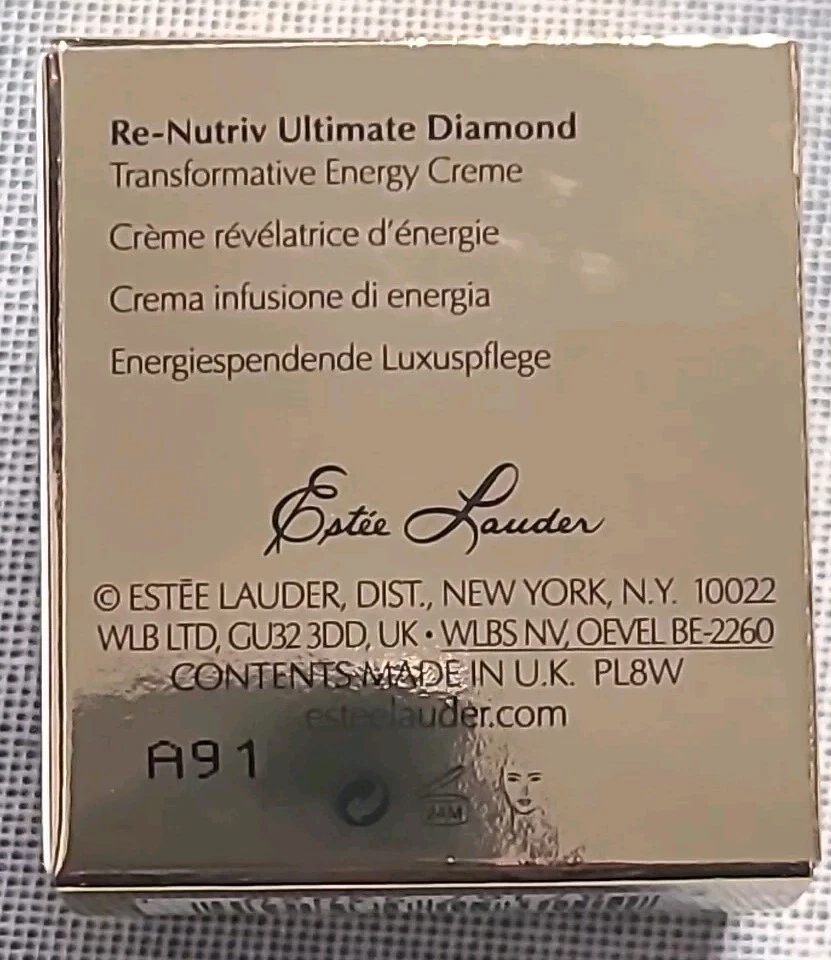 Re-Nutriv Ultimate Diamond
Transformative Energy Creme
Crème révélatrice d'énergie
Crema infusione di energia
Energiespendende Luxuspflege
Estée Lauder
© ESTĒE LAUDER, DIST., NEW YORK, N.Y. 10022
WLB LTD, GU32 3DD, UK • WLBS NV, OEVEL BE-2260
CONTENTS MADE IN U.K. PL8W
esteelauder.com
A91
24M